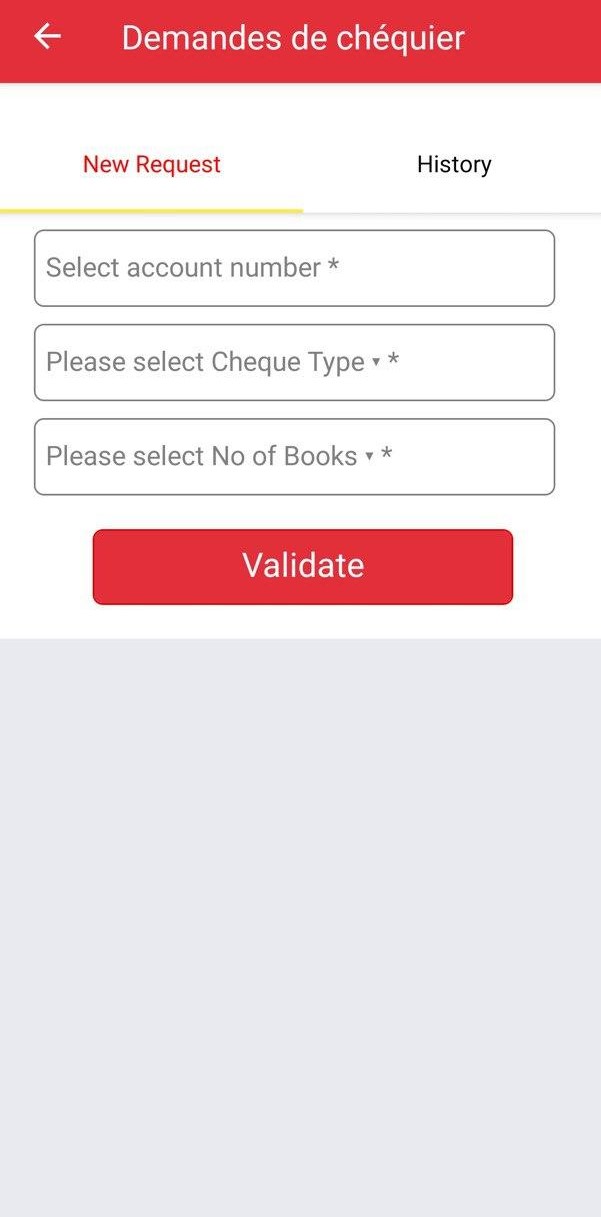 Demandes de chéquier
New Request
History
Select account number *
Please select Cheque Type ▾ *
Please select No of Books ▾ *
Validate